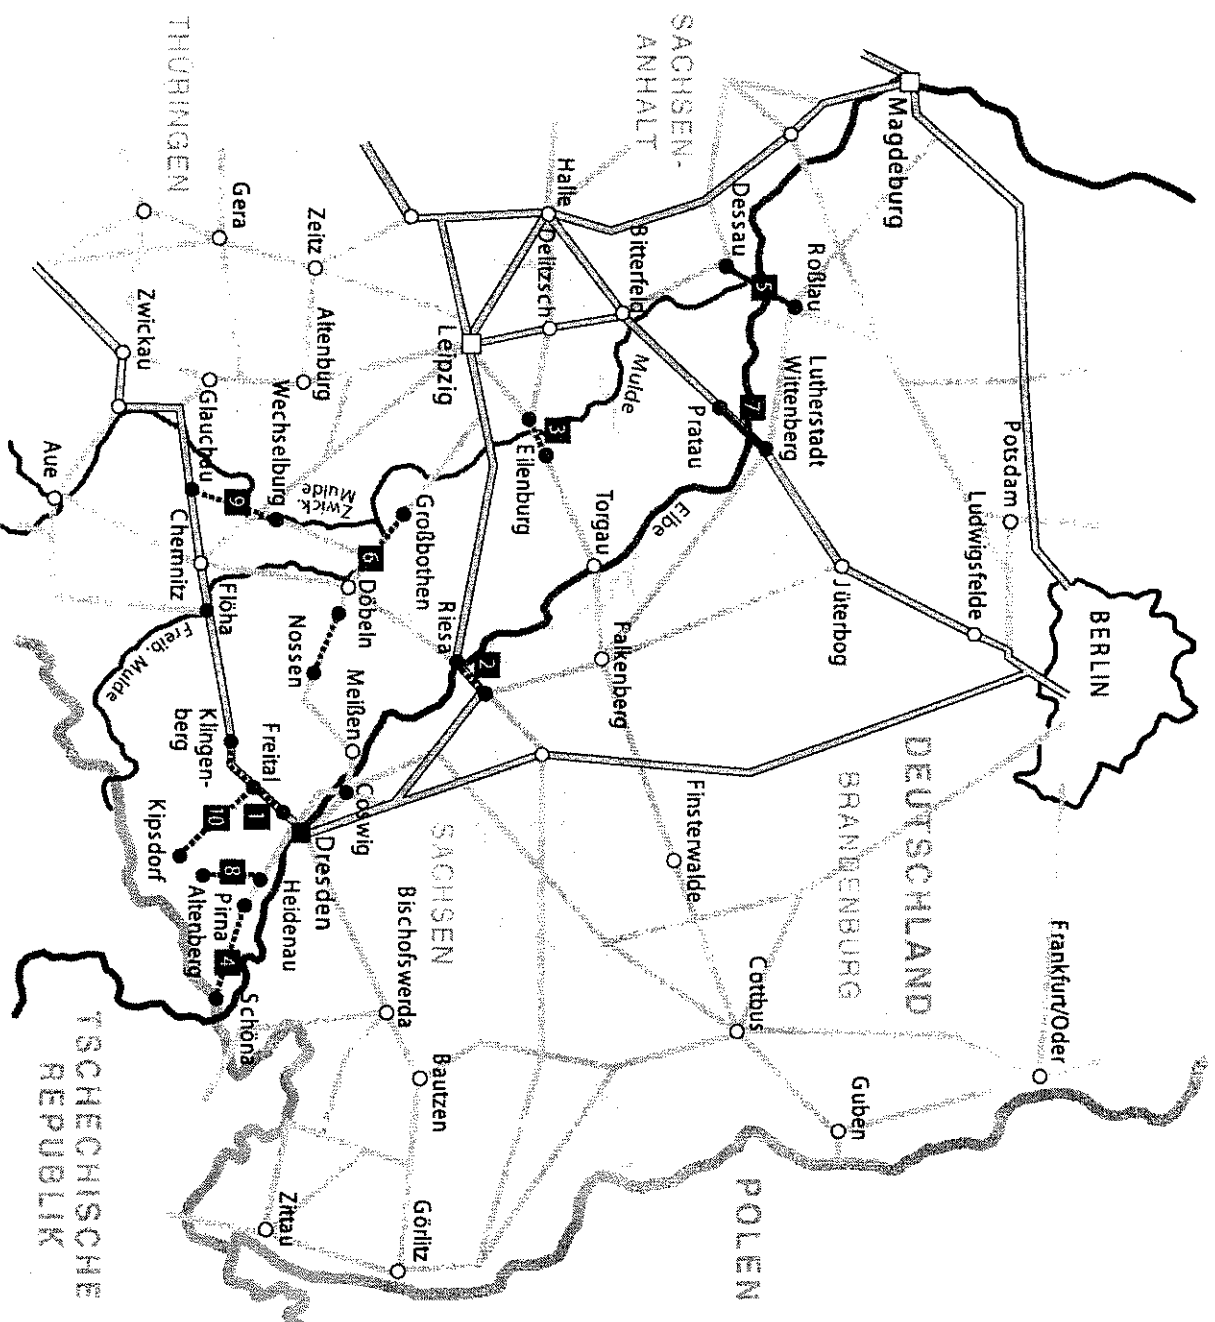 BERLIN
Frankfurt/Oder
Potsdam
Ludwigsfelde
Magdeburg
DEUTSCHLAND
Guben
BRANDENBURG
Jüterbog
Roßlau
Lutherstadt
Wittenberg
5
7
Cottbus
POLEN
Dessau
Pratau
Finsterwalde
SACHSEN-
ANHALT
Elbe
Bitterfeld
Mulde
Torgau
Falkenberg
Halle
Delitzsch
3
Eilenburg
2
Leipzig
Riesa
SACHSEN
Bautzen
Großbothen
Görlitz
Bischofswerda
6
Döbeln
Coswig
Meißen
Zwick.
Mulde
Altenburg
Zeitz
Dresden
Nossen
Heidenau
Zittau
Wechselburg
Freital
1
Gera
9
Schöna
8
4
Pirna
Flöha
10
Glauchau
Klingen-
berg
Altenberg
THÜRINGEN
Chemnitz
Freib. Mulde
Kipsdorf
Zwickau
TSCHECHISCHE
REPUBLIK
Aue